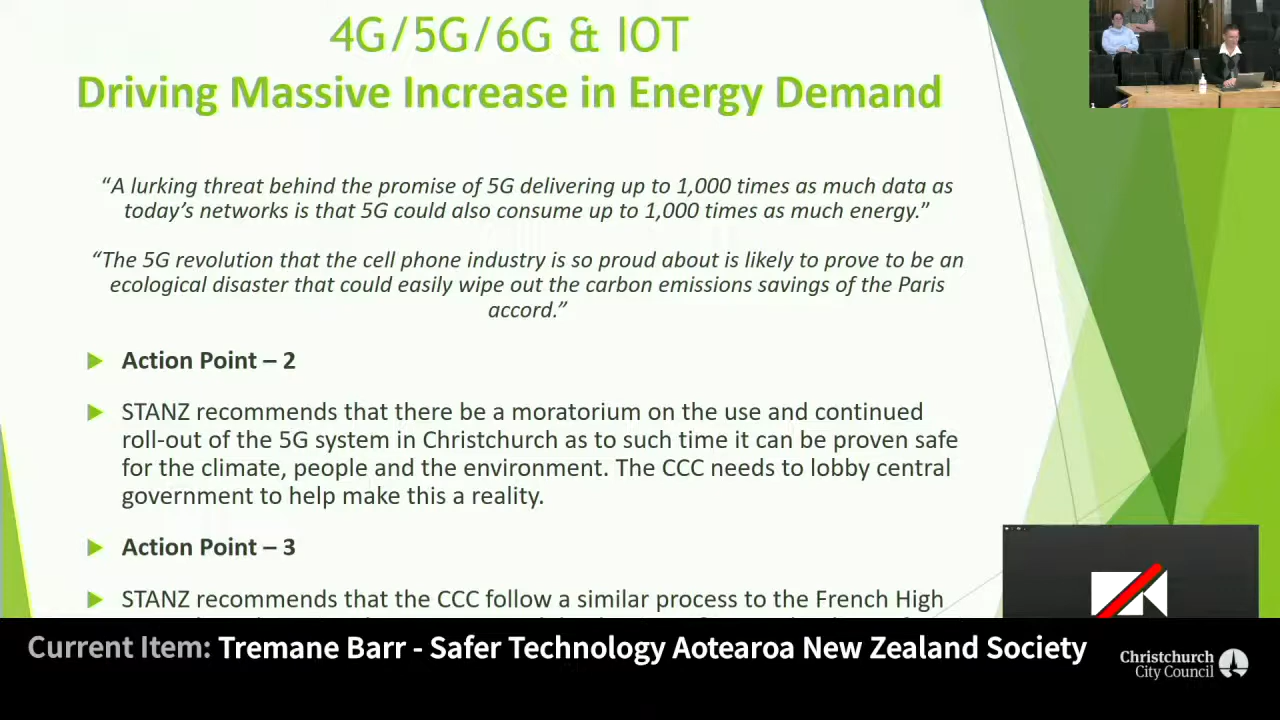 4G/5G/6G & IOT
Driving Massive Increase in Energy Demand
“A lurking threat behind the promise of 5G delivering up to 1,000 times as much data as
today’s networks is that 5G could also consume up to 1,000 times as much energy.”
“The 5G revolution that the cell phone industry is so proud about is likely to prove to be an
ecological disaster that could easily wipe out the carbon emissions savings of the Paris
accord.”
Action Point – 2
STANZ recommends that there be a moratorium on the use and continued
roll-out of the 5G system in Christchurch as to such time it can be proven safe
for the climate, people and the environment. The CCC needs to lobby central
government to help make this a reality.
Action Point – 3
STANZ recommends that the CCC follow a similar process to the French High
Current Item: Tremane Barr - Safer Technology Aotearoa New Zealand Society
Christchurch
City Council